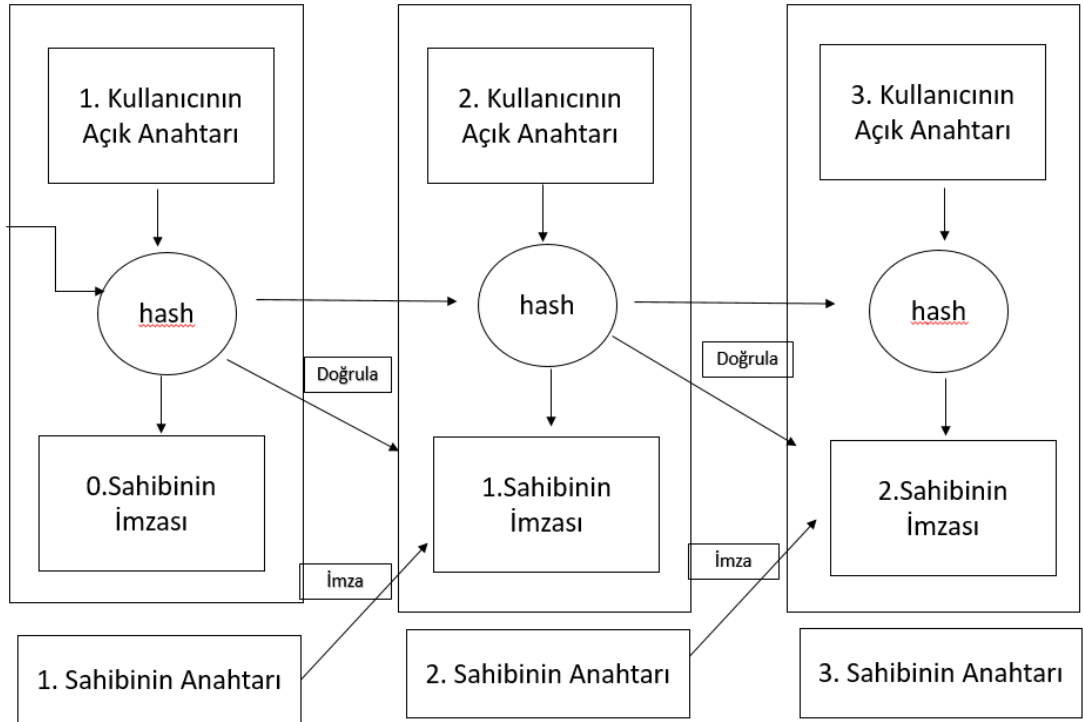 1. Kullanıcının
Açık Anahtarı
2. Kullanıcının
Açık Anahtarı
3. Kullanıcının
Açık Anahtarı
hash
hash
hash
Doğrula
Doğrula
0.Sahibinin
İmzası
1.Sahibinin
İmzası
2.Sahibinin
İmzası
İmza
İmza
1. Sahibinin Anahtarı
2. Sahibinin Anahtarı
3. Sahibinin Anahtarı